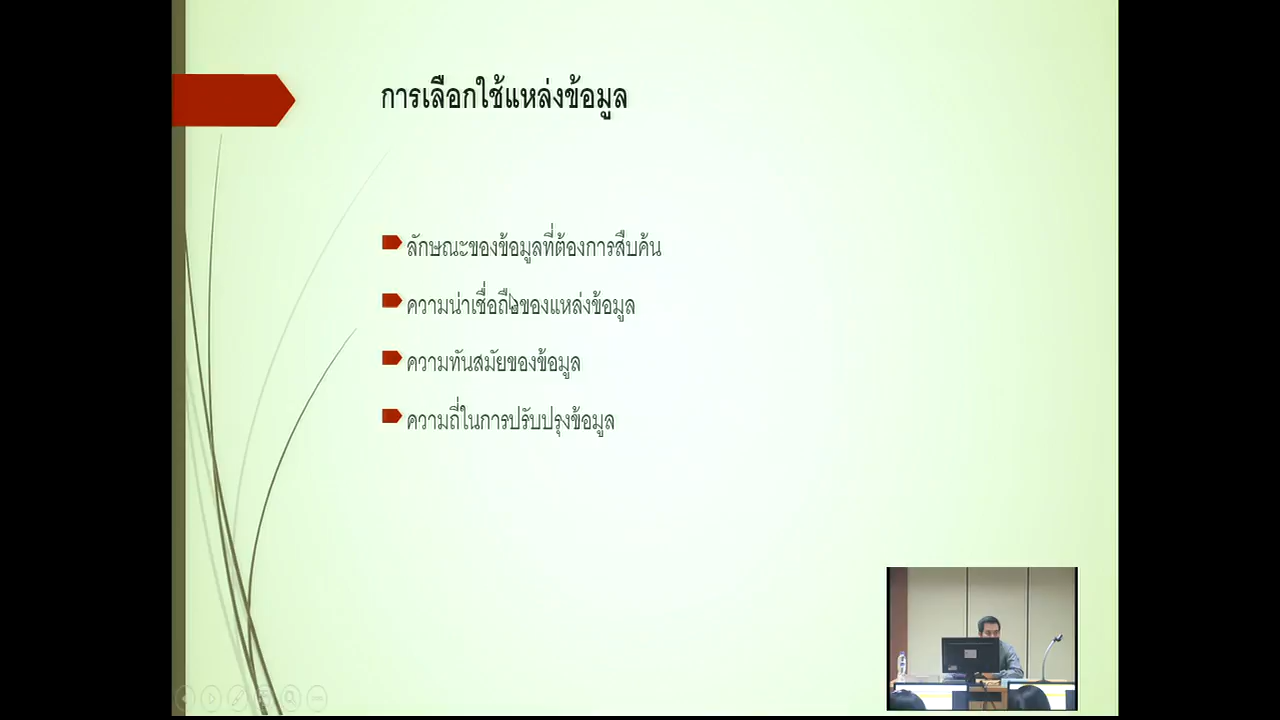 การเลือกใช้แหล่งข้อมูล
ลักษณะของข้อมูลที่ต้องการสืบค้น
ความน่าเชื่อถือของแหล่งข้อมูล
ความทันสมัยของข้อมูล
ความถี่ในการปรับปรุงข้อมูล